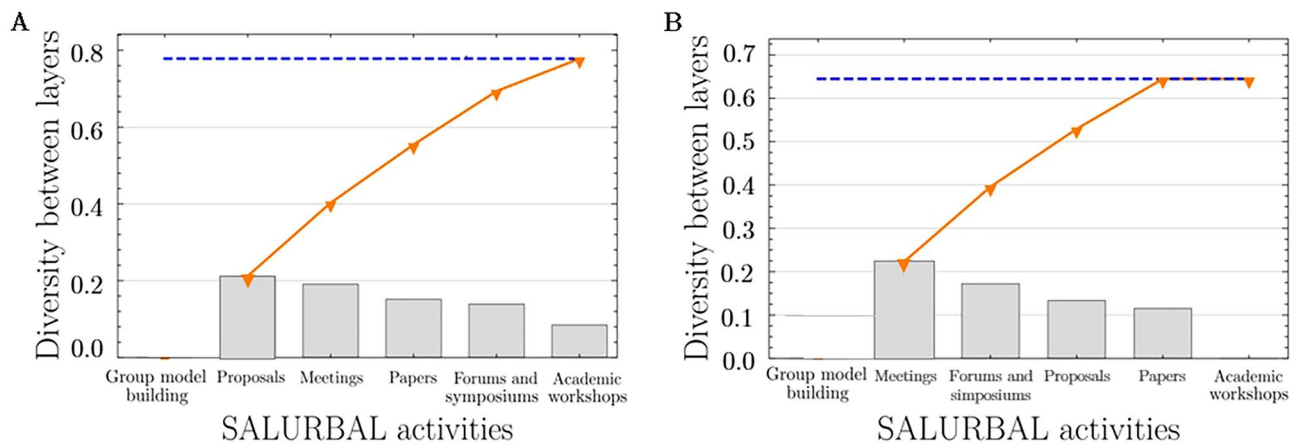 A
Diversity between layers
0.8
0.6
0.4
0.2
0.0
Group model
building
Proposals
Meetings
Papers
Forums and
symposiums
Academic
workshops
SALURBAL activities
B
Diversity between layers
0.7
0.6
0.5
0.4
0.3
0.2
0.1
0.0
Group model
building
Meetings
Forums and
simposiums
Proposals
Papers
Academic
workshops
SALURBAL activities